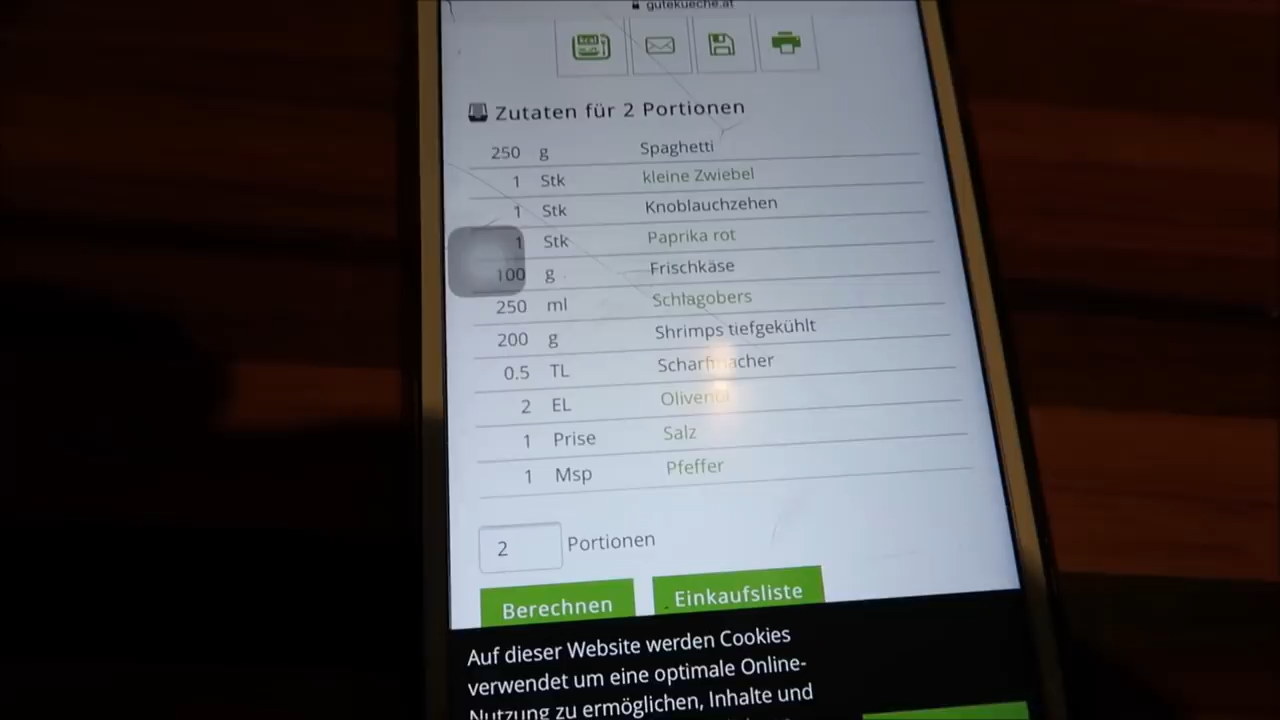 gutekueche.at
Zutaten für 2 Portionen
250 g Spaghetti
1 Stk kleine Zwiebel
1 Stk Knoblauchzehen
1 Stk Paprika rot
100 g Frischkäse
250 ml Schlagobers
200 g Shrimps tiefgekühlt
0.5 TL Scharfmacher
2 EL Olivenöl
1 Prise Salz
1 Msp Pfeffer
2 Portionen
Berechnen Einkaufsliste
Auf dieser Website werden Cookies
verwendet um eine optimale Online-
Nutzung zu ermöglichen, Inhalte und